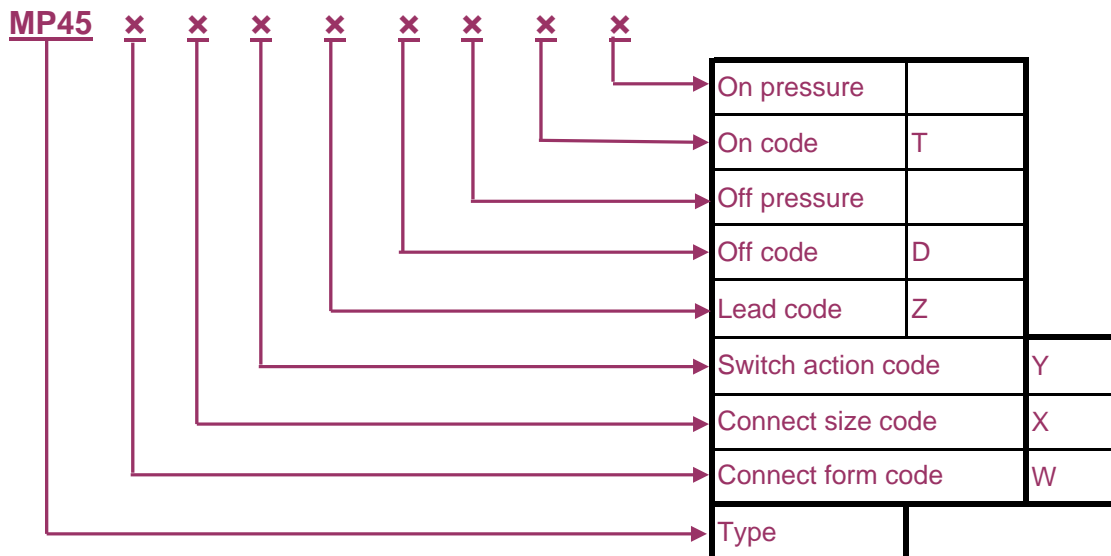 MP45 × × × × × × × ×
On pressure
On code T
Off pressure
Off code D
Lead code Z
Switch action code Y
Connect size code X
Connect form code W
Type